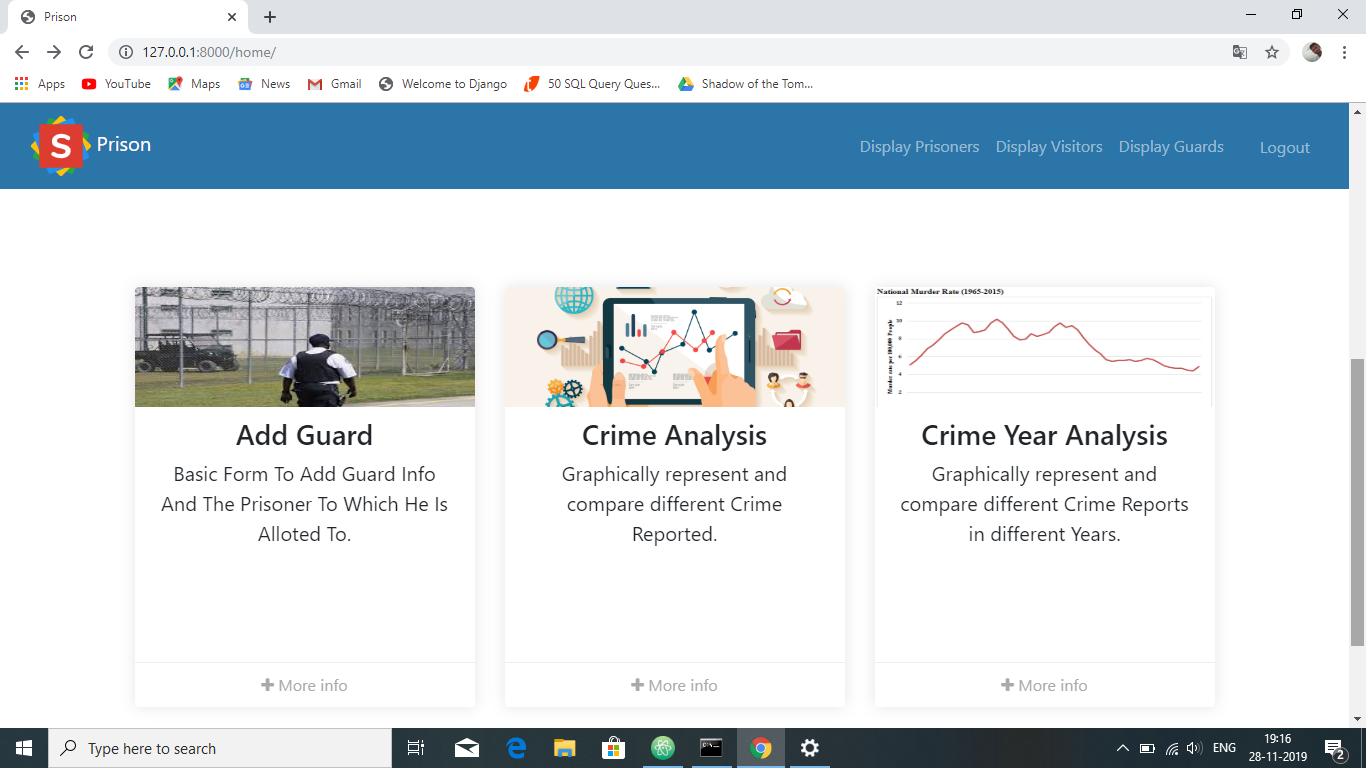 Prison
127.0.0.1:8000/home/
Apps
YouTube
Maps
News
Gmail
Welcome to Django
50 SQL Query Ques...
Shadow of the Tom...
S
Prison
Display Prisoners
Display Visitors
Display Guards
Logout
National Murder Rate (1965-2015)
Murder rate per 100,000 People
12
10
8
6
4
2
Add Guard
Basic Form To Add Guard Info
And The Prisoner To Which He Is
Alloted To.
More info
Crime Analysis
Graphically represent and
compare different Crime
Reported.
More info
Crime Year Analysis
Graphically represent and
compare different Crime Reports
in different Years.
More info
Type here to search
ENG
19:16
28-11-2019
2